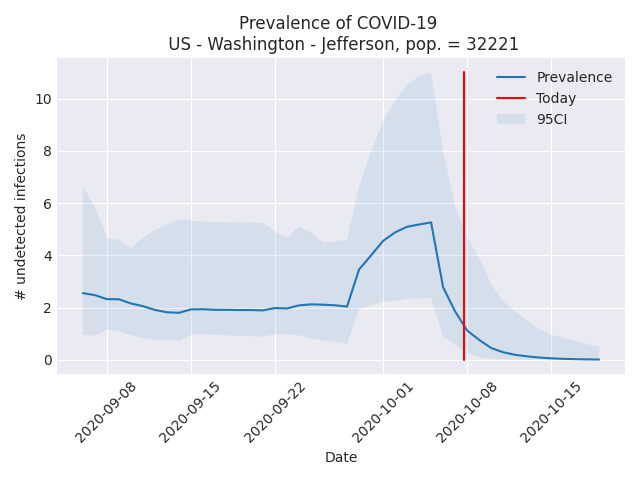 Prevalence of COVID-19
US - Washington - Jefferson, pop. = 32221
# undetected infections
10
8
6
4
2
0
Prevalence
Today
95CI
2020-09-08
2020-09-15
2020-09-22
2020-10-01
2020-10-08
2020-10-15
Date